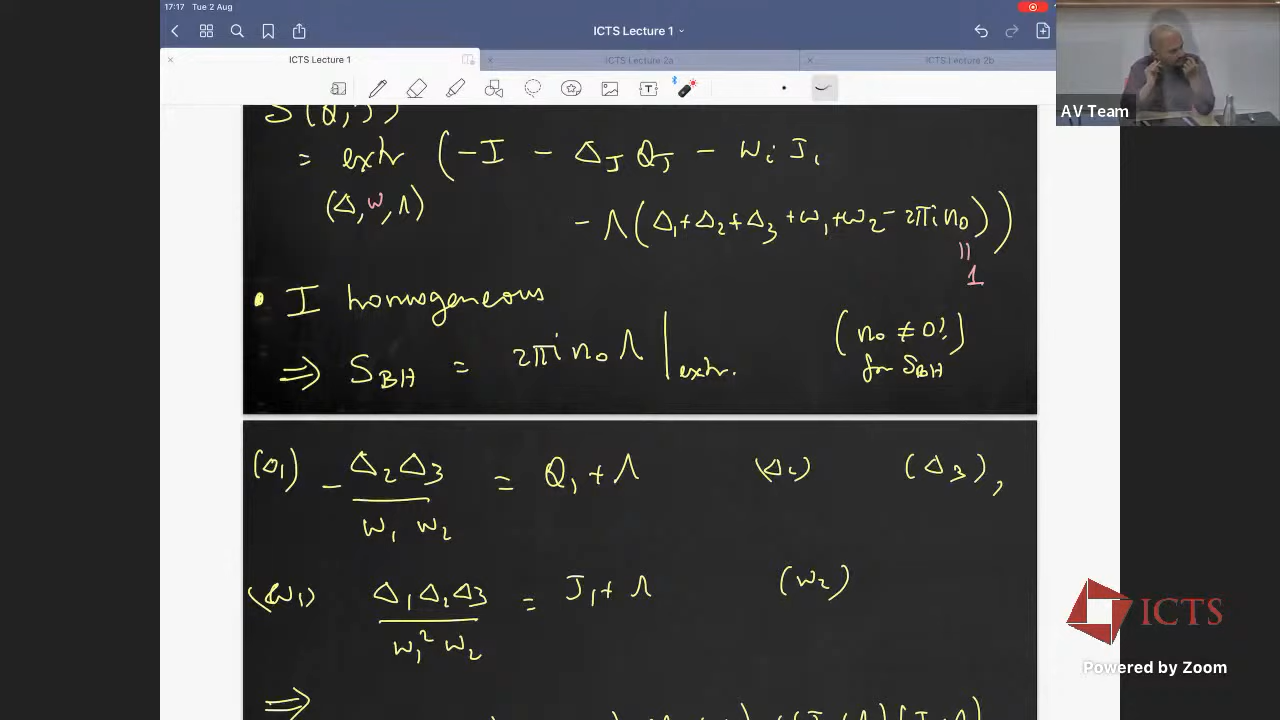 17:17 Tue 2 Aug
ICTS Lecture 1
ICTS Lecture 1
ICTS Lecture 2a
ICTS Lecture 2b
AV Team
S(Q,J)
= extr (-I - Δ_J Q_J - ω_i J_i
(Δ, ω, Λ)
- Λ(Δ_1+Δ_2+Δ_3+ω_1+ω_2-2πi n_0))
||
1
• I homogeneous
⇒ S_BH = 2πi n_0 Λ |_extr. (n_0 ≠ 0! for S_BH)
(Δ_1) - Δ_2Δ_3 / ω_1 ω_2 = Q_1 + Λ (Δ_2) (Δ_3),
(ω_1) Δ_1Δ_2Δ_3 / ω_1^2 ω_2 = J_1 + Λ (ω_2)
⇒
ICTS
Powered by Zoom